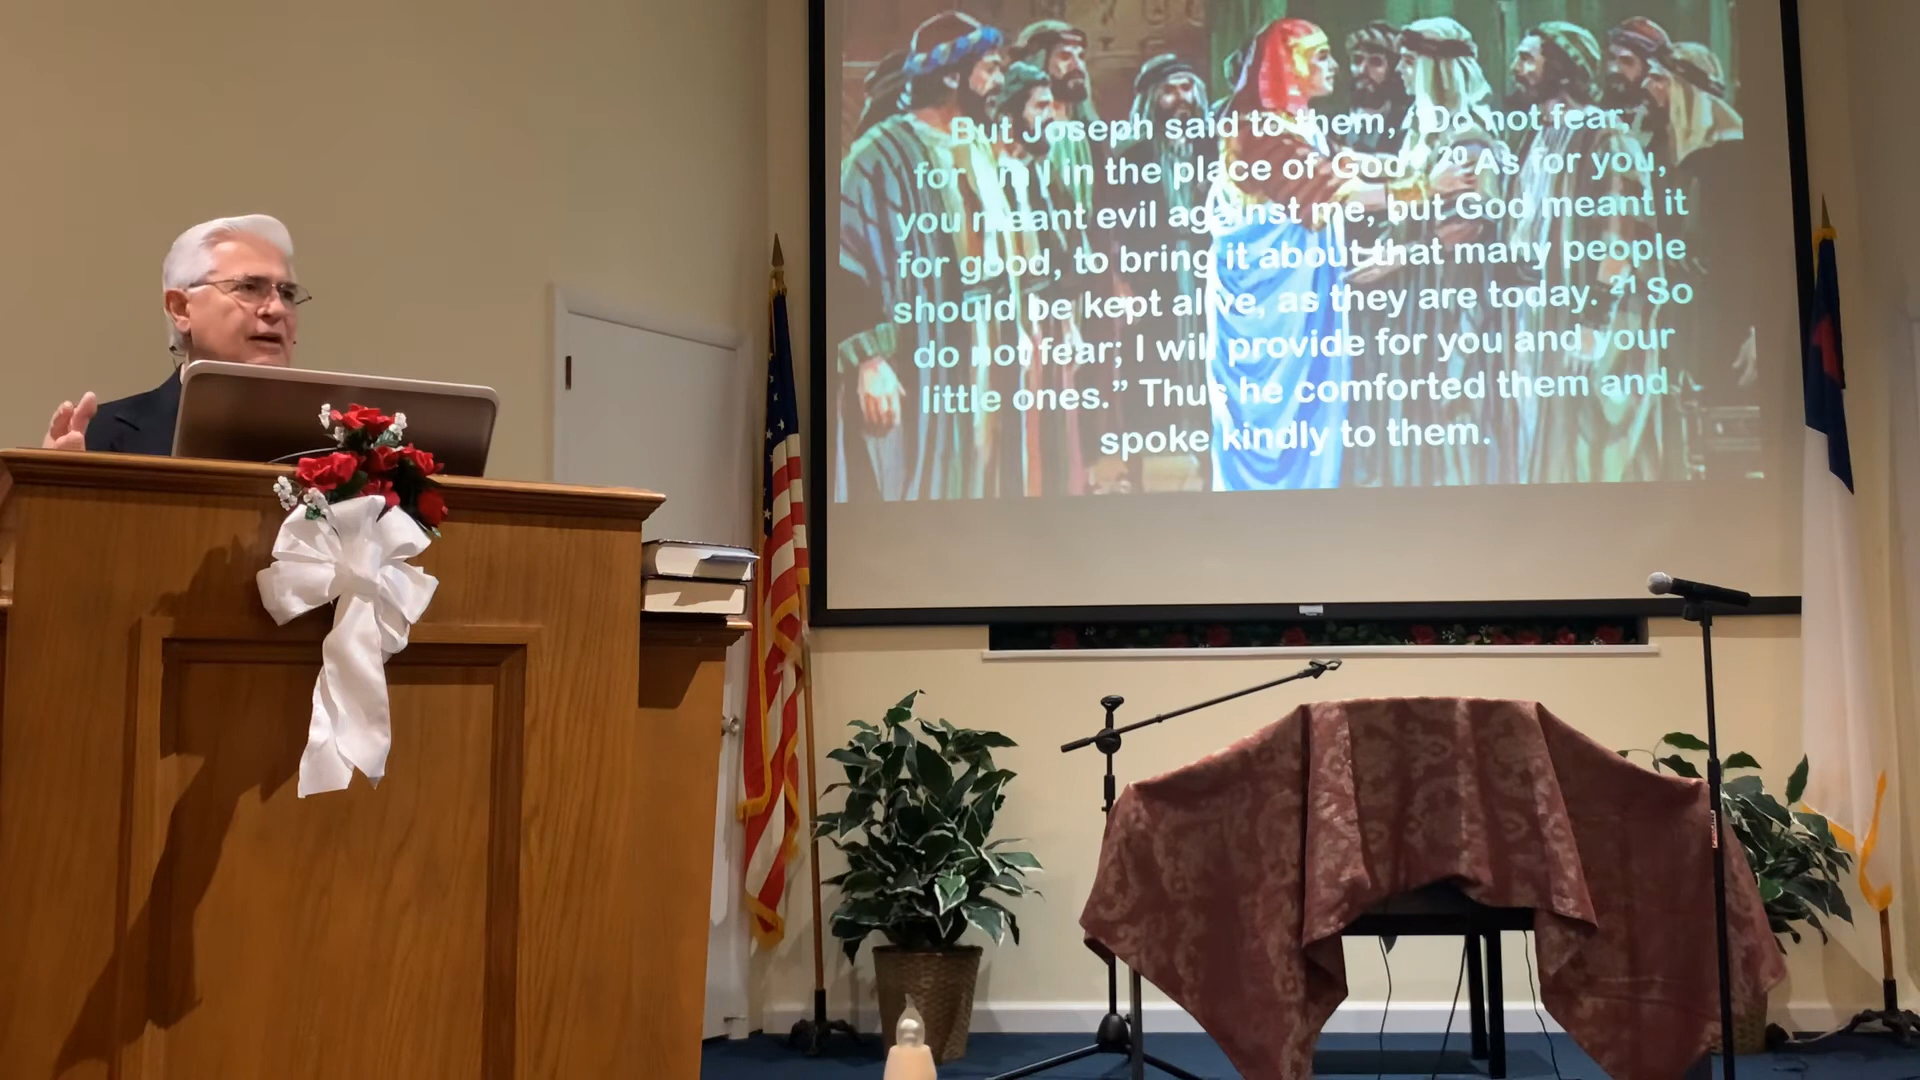 But Joseph said to them, “Do not fear,
for am I in the place of God? 20 As for you,
you meant evil against me, but God meant it
for good, to bring it about that many people
should be kept alive, as they are today. 21 So
do not fear; I will provide for you and your
little ones.” Thus he comforted them and
spoke kindly to them.